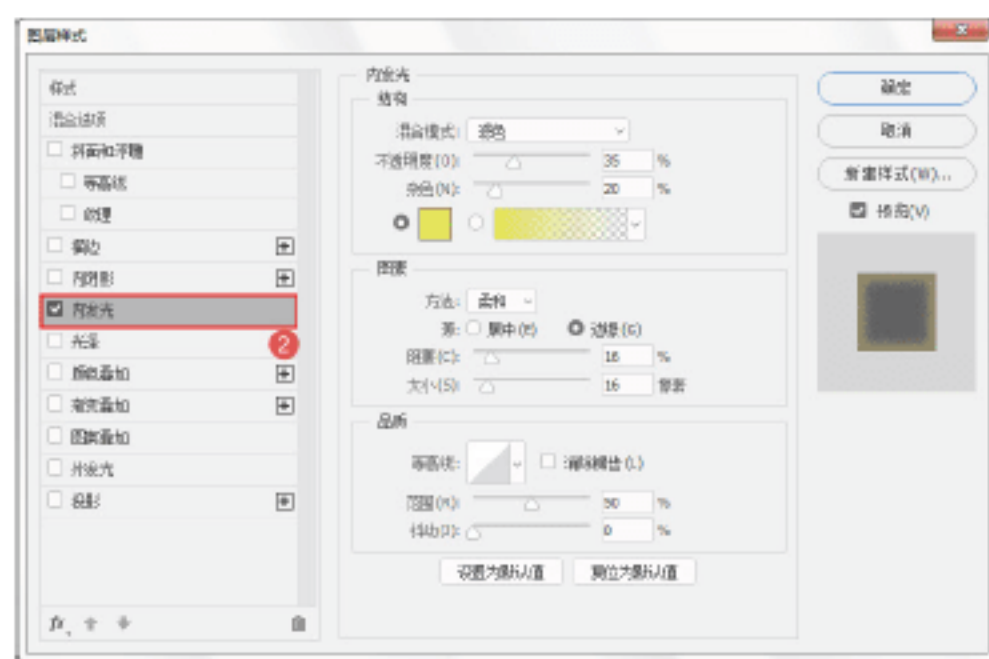 图层样式
样式
混合选项
斜面和浮雕
等高线
纹理
描边
内阴影
内发光
光泽
2
颜色叠加
渐变叠加
图案叠加
外发光
投影
fx
内发光
结构
混合模式: 滤色
不透明度(O): 35 %
杂色(N): 20 %
图素
方法: 柔和
源: 居中(E) 边缘(G)
阻塞(C): 16 %
大小(S): 16 像素
品质
等高线: 消除锯齿(L)
范围(R): 50 %
抖动(J): 0 %
设置为默认值 复位为默认值
确定
取消
新建样式(W)...
预览(V)